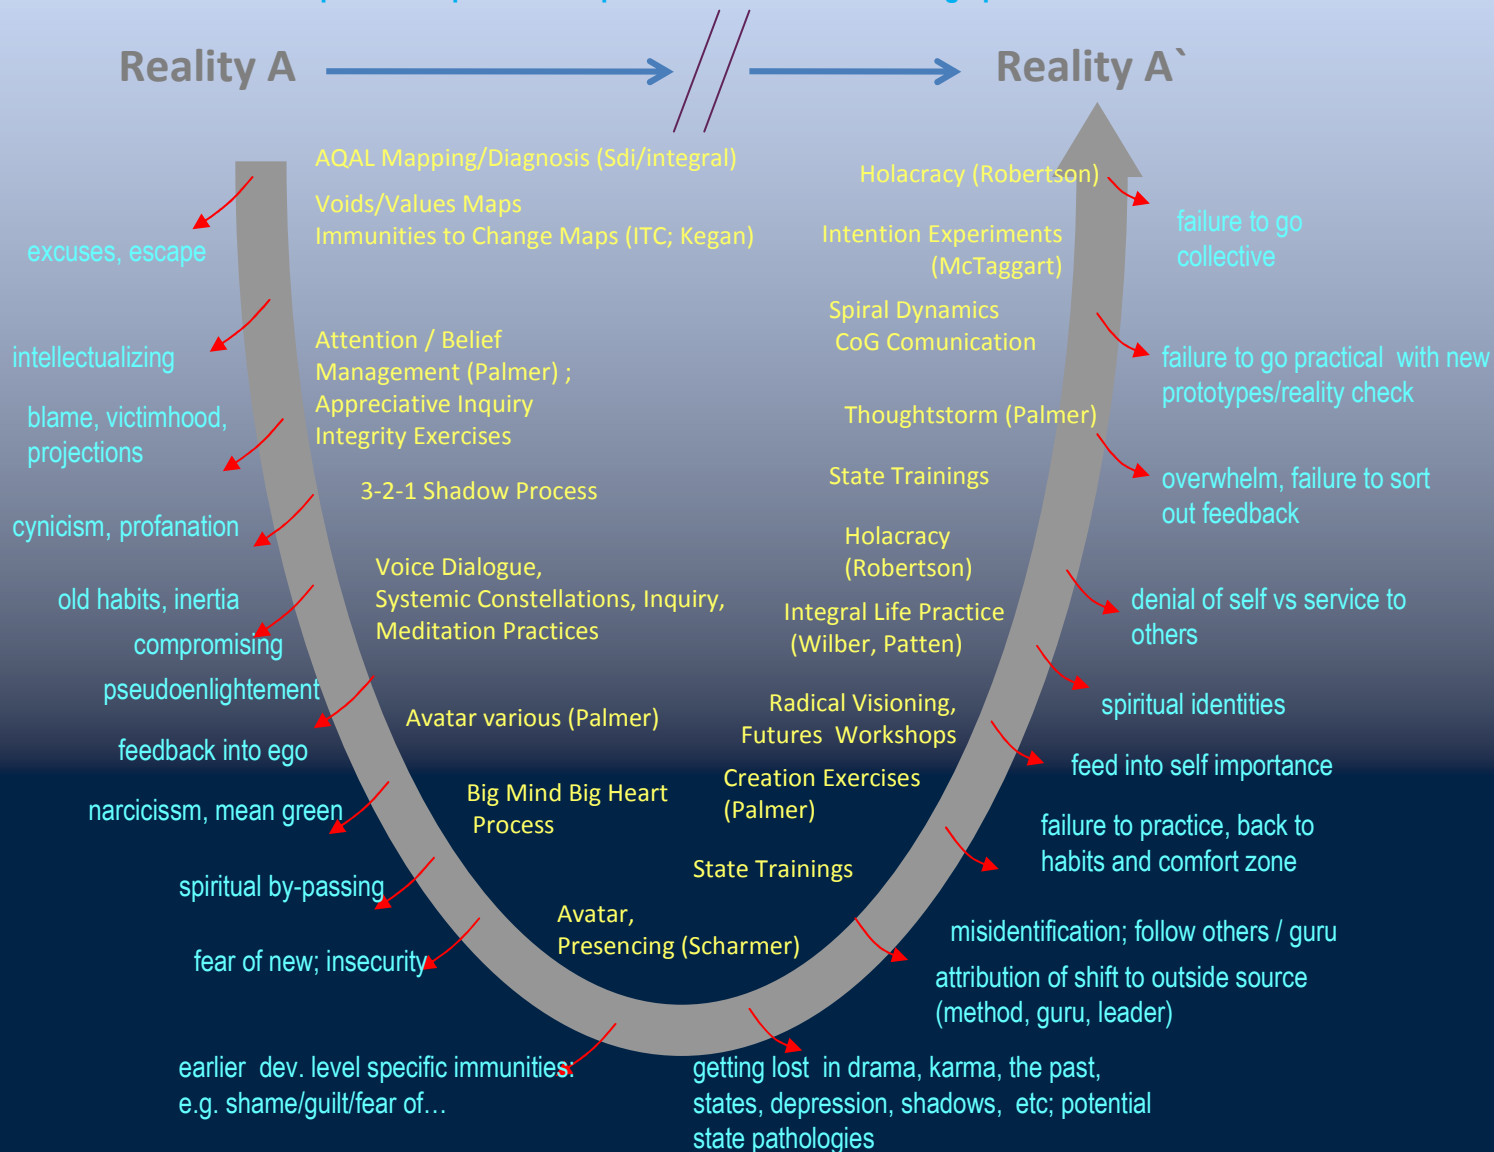 Reality A
Reality A`
AQAL Mapping/Diagnosis (Sdi/integral)
Voids/Values Maps
Immunities to Change Maps (ITC; Kegan)
Attention / Belief
Management (Palmer) ;
Appreciative Inquiry
Integrity Exercises
3-2-1 Shadow Process
Voice Dialogue,
Systemic Constellations, Inquiry,
Meditation Practices
Avatar various (Palmer)
Big Mind Big Heart
Process
Avatar,
Presencing (Scharmer)
Holacracy (Robertson)
Intention Experiments
(McTaggart)
Spiral Dynamics
CoG Comunication
Thoughtstorm (Palmer)
State Trainings
Holacracy
(Robertson)
Integral Life Practice
(Wilber, Patten)
Radical Visioning,
Futures Workshops
Creation Exercises
(Palmer)
State Trainings
excuses, escape
intellectualizing
blame, victimhood,
projections
cynicism, profanation
old habits, inertia
compromising
pseudoenlightement
feedback into ego
narcicissm, mean green
spiritual by-passing
fear of new; insecurity
earlier dev. level specific immunities:
e.g. shame/guilt/fear of…
failure to go
collective
failure to go practical with new
prototypes/reality check
overwhelm, failure to sort
out feedback
denial of self vs service to
others
spiritual identities
feed into self importance
failure to practice, back to
habits and comfort zone
misidentification; follow others / guru
attribution of shift to outside source
(method, guru, leader)
getting lost in drama, karma, the past,
states, depression, shadows, etc; potential
state pathologies